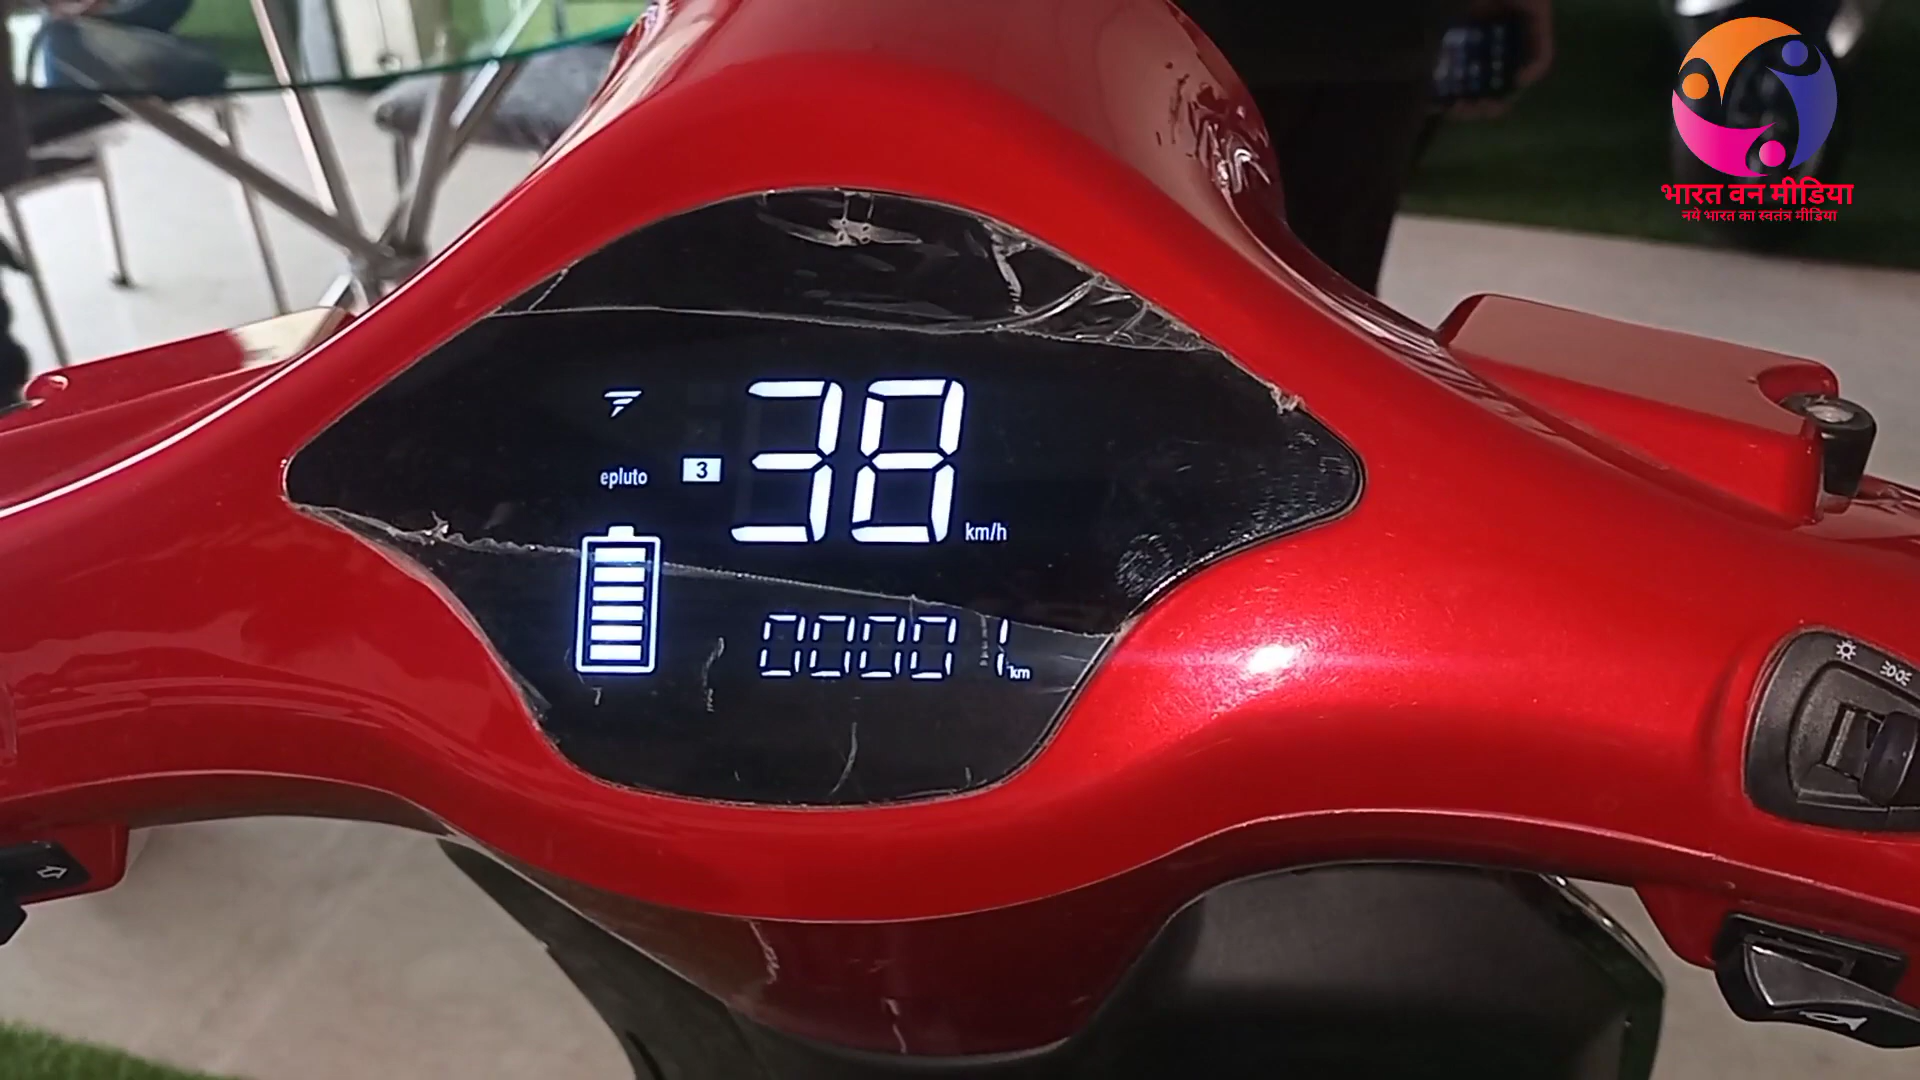 भारत वन मीडिया
नये भारत का स्वतंत्र मीडिया
38
km/h
3
epluto
00001
km